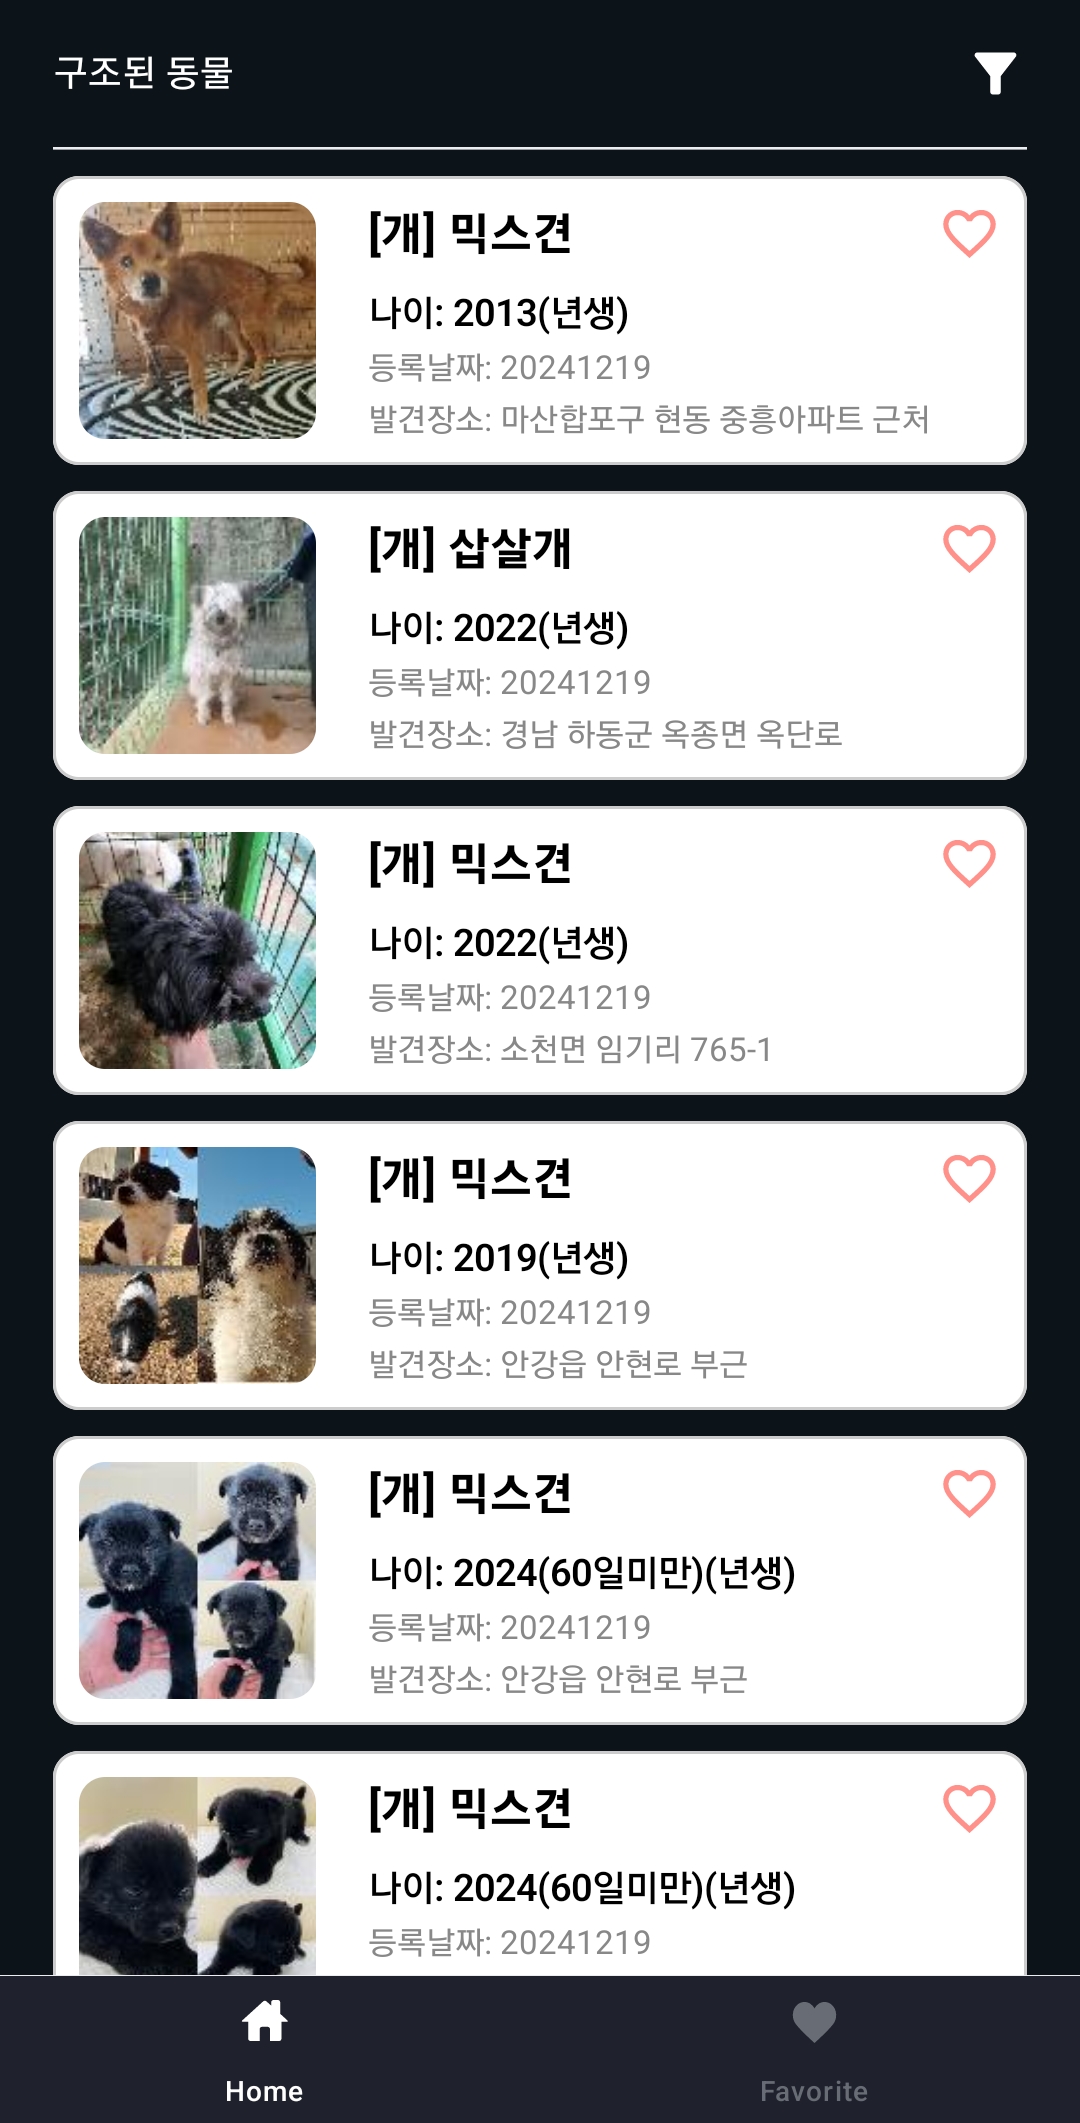 구조된 동물
[개] 믹스견
나이: 2013(년생)
등록날짜: 20241219
발견장소: 마산합포구 현동 중흥아파트 근처
[개] 삽살개
나이: 2022(년생)
등록날짜: 20241219
발견장소: 경남 하동군 옥종면 옥단로
[개] 믹스견
나이: 2022(년생)
등록날짜: 20241219
발견장소: 소천면 임기리 765-1
[개] 믹스견
나이: 2019(년생)
등록날짜: 20241219
발견장소: 안강읍 안현로 부근
[개] 믹스견
나이: 2024(60일미만)(년생)
등록날짜: 20241219
발견장소: 안강읍 안현로 부근
[개] 믹스견
나이: 2024(60일미만)(년생)
등록날짜: 20241219
Home
Favorite